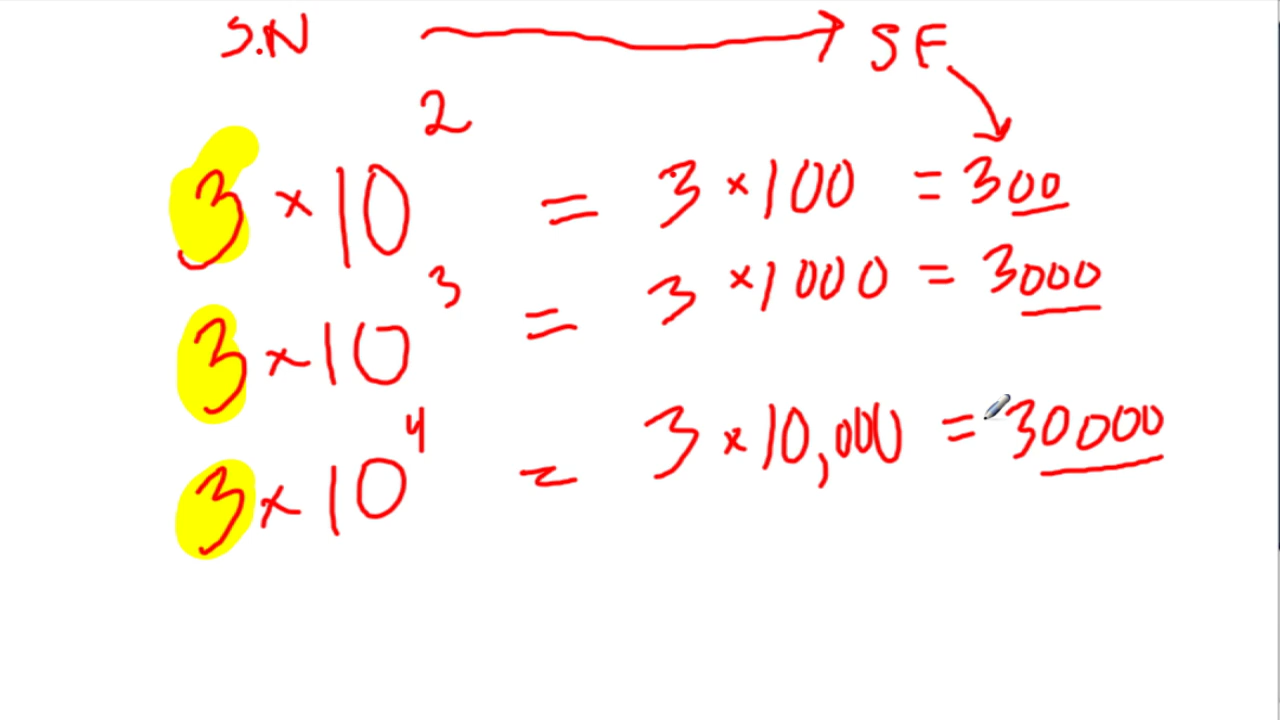 S.N → SF
3 × 10² = 3 × 100 = 300
3 × 10³ = 3 × 1000 = 3000
3 × 10⁴ = 3 × 10,000 = 30000